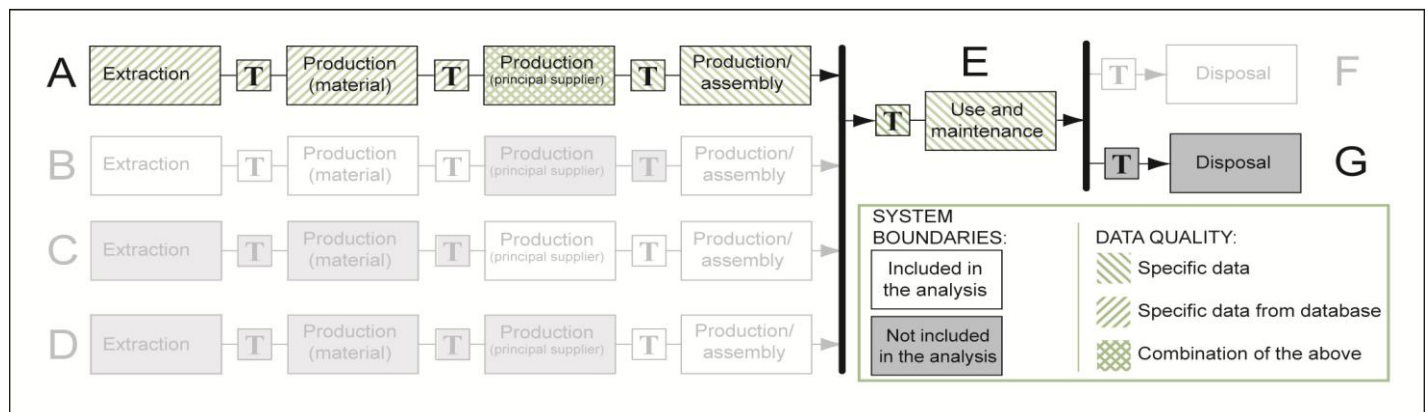 A Extraction T Production (material) T Production (principal supplier) T Production/ assembly
B Extraction T Production (material) T Production (principal supplier) T Production/ assembly
C Extraction T Production (material) T Production (principal supplier) T Production/ assembly
D Extraction T Production (material) T Production (principal supplier) T Production/ assembly
E
T Use and maintenance
T Disposal F
T Disposal G
SYSTEM
BOUNDARIES:
Included in
the analysis
Not included
in the analysis
DATA QUALITY:
Specific data
Specific data from database
Combination of the above